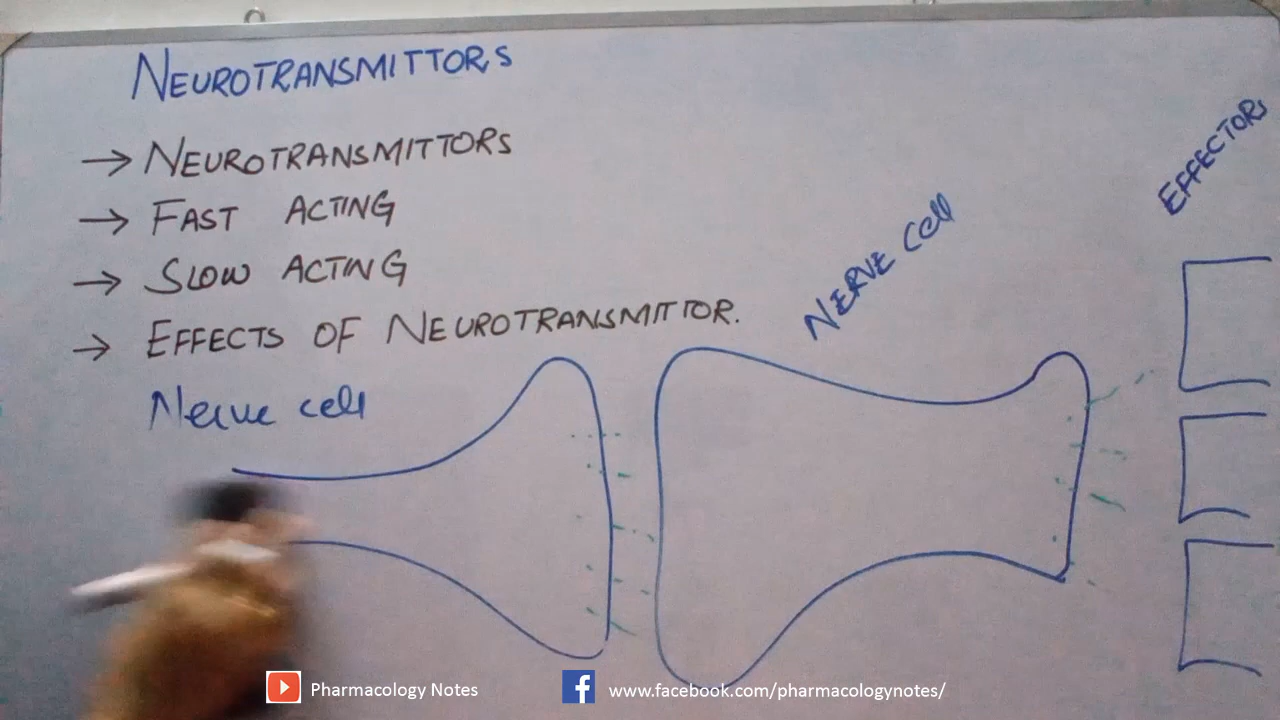 NEUROTRANSMITTORS
→ NEUROTRANSMITTORS
→ FAST ACTING
→ SLOW ACTING
→ EFFECTS OF NEUROTRANSMITTOR.
Nerve cell
NERVE Cell
EFFECTORS
Pharmacology Notes
www.facebook.com/pharmacologynotes/